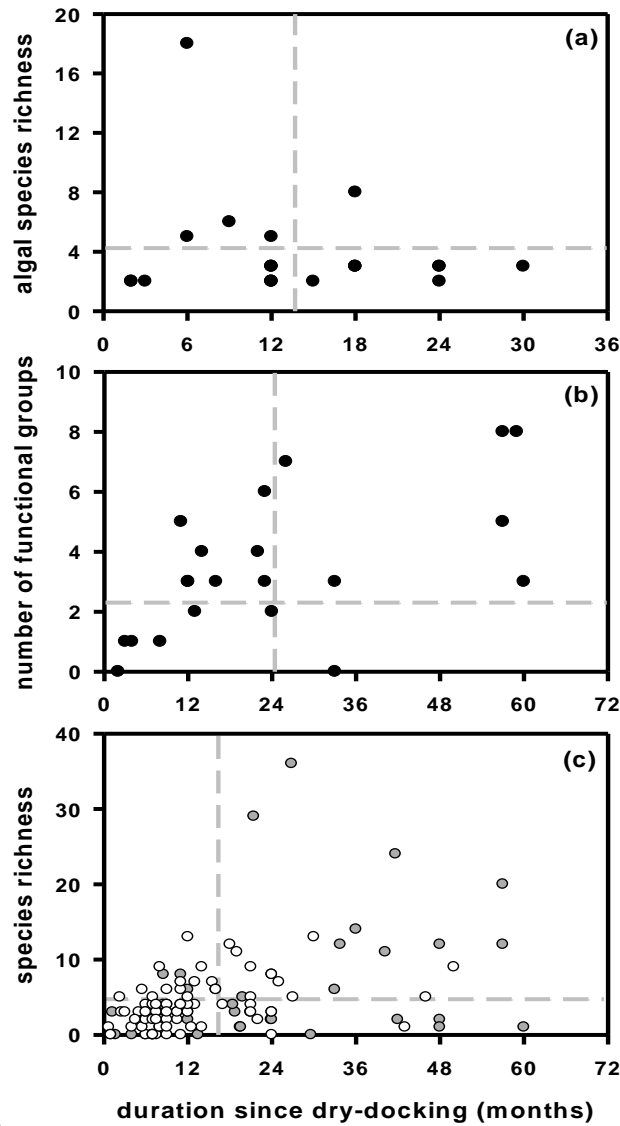 (a)
algal species richness
20
16
12
8
4
0
0 6 12 18 24 30 36
(b)
number of functional groups
10
8
6
4
2
0
0 12 24 36 48 60 72
(c)
species richness
40
30
20
10
0
0 12 24 36 48 60 72
duration since dry-docking (months)